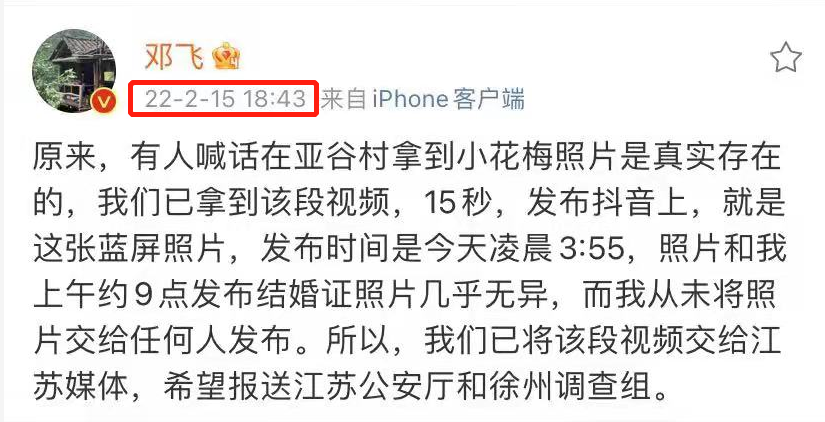 邓飞
22-2-15 18:43 来自 iPhone客户端
原来，有人喊话在亚谷村拿到小花梅照片是真实存在
的，我们已拿到该段视频，15秒，发布抖音上，就是
这张蓝屏照片，发布时间是今天凌晨3:55，照片和我
上午约9点发布结婚证照片几乎无异，而我从未将照
片交给任何人发布。所以，我们已将该段视频交给江
苏媒体，希望报送江苏公安厅和徐州调查组。